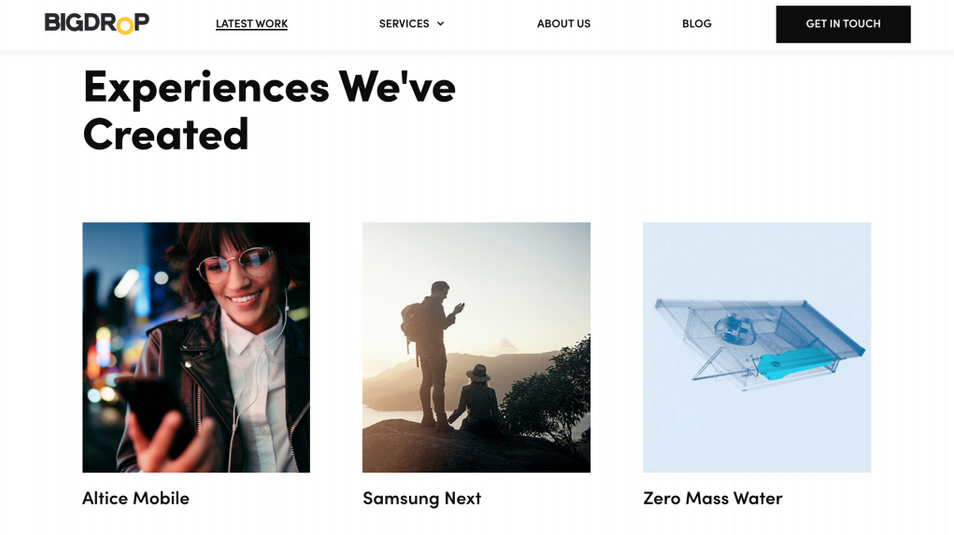 BIGDROP
LATEST WORK
SERVICES
ABOUT US
BLOG
GET IN TOUCH
Experiences We've
Created
Altice Mobile
Samsung Next
Zero Mass Water